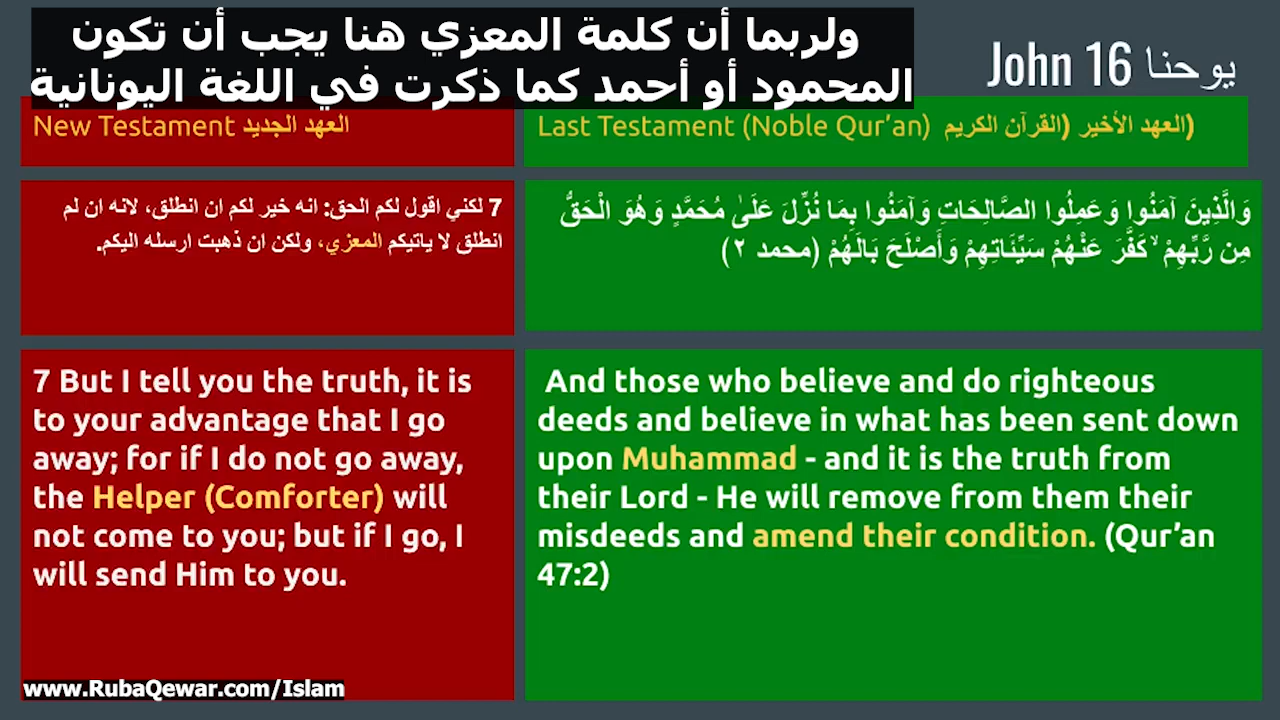 ولربما أن كلمة المعزي هنا يجب أن تكون
المحمود أو أحمد كما ذكرت في اللغة اليونانية
John 16 يوحنا
New Testament العهد الجديد
Last Testament (Noble Qur’an) العهد الأخير (القرآن الكريم)
7 لكني اقول لكم الحق: انه خير لكم ان انطلق، لانه ان لم
انطلق لا ياتيكم المعزي، ولكن ان ذهبت ارسله اليكم.
وَالَّذِينَ آمَنُوا وَعَمِلُوا الصَّالِحَاتِ وَآمَنُوا بِمَا نُزِّلَ عَلَىٰ مُحَمَّدٍ وَهُوَ الْحَقُّ
مِن رَّبِّهِمْ ۙ كَفَّرَ عَنْهُمْ سَيِّئَاتِهِمْ وَأَصْلَحَ بَالَهُمْ (محمد ٢)
7 But I tell you the truth, it is
to your advantage that I go
away; for if I do not go away,
the Helper (Comforter) will
not come to you; but if I go, I
will send Him to you.
And those who believe and do righteous
deeds and believe in what has been sent down
upon Muhammad - and it is the truth from
their Lord - He will remove from them their
misdeeds and amend their condition. (Qur’an
47:2)
www.RubaQewar.com/Islam